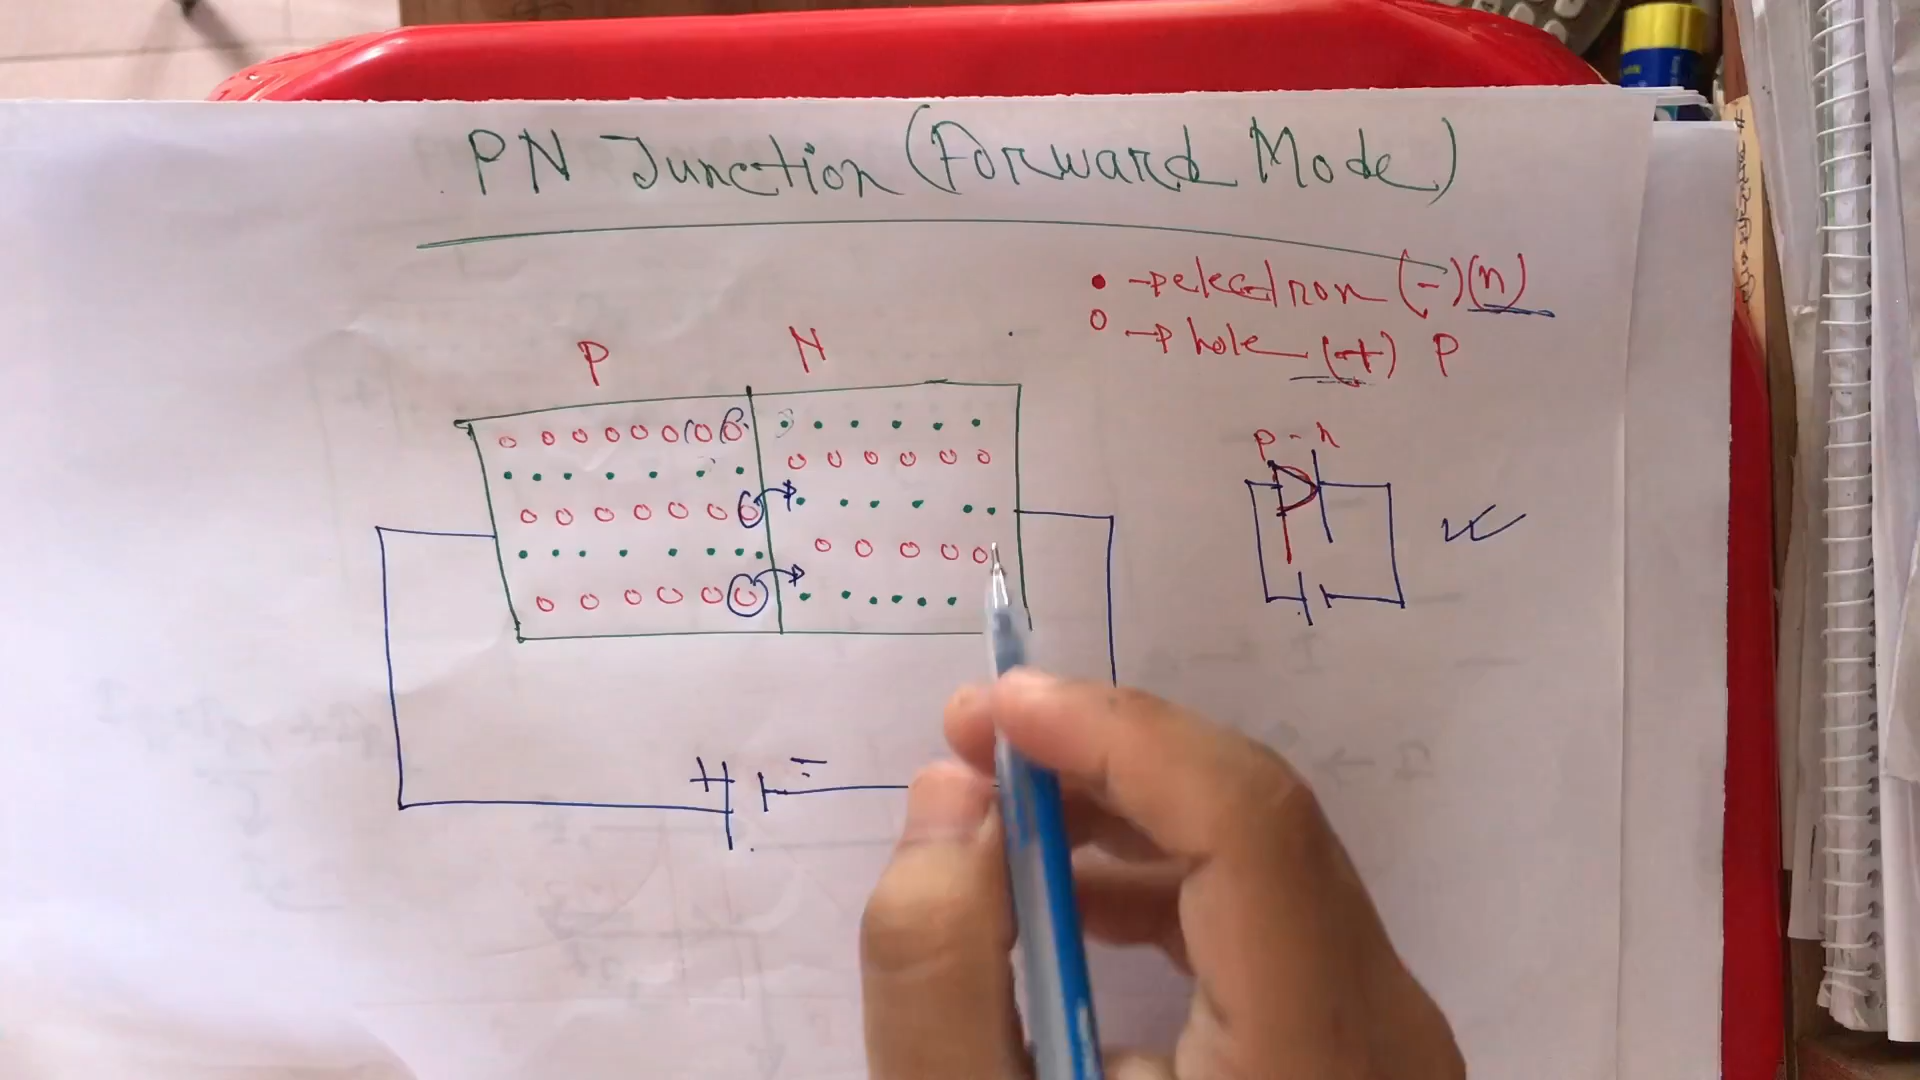 PN Junction (Forward Mode)
• → electron (-) (n)
o → hole (+) P
P N
p - n
+ -